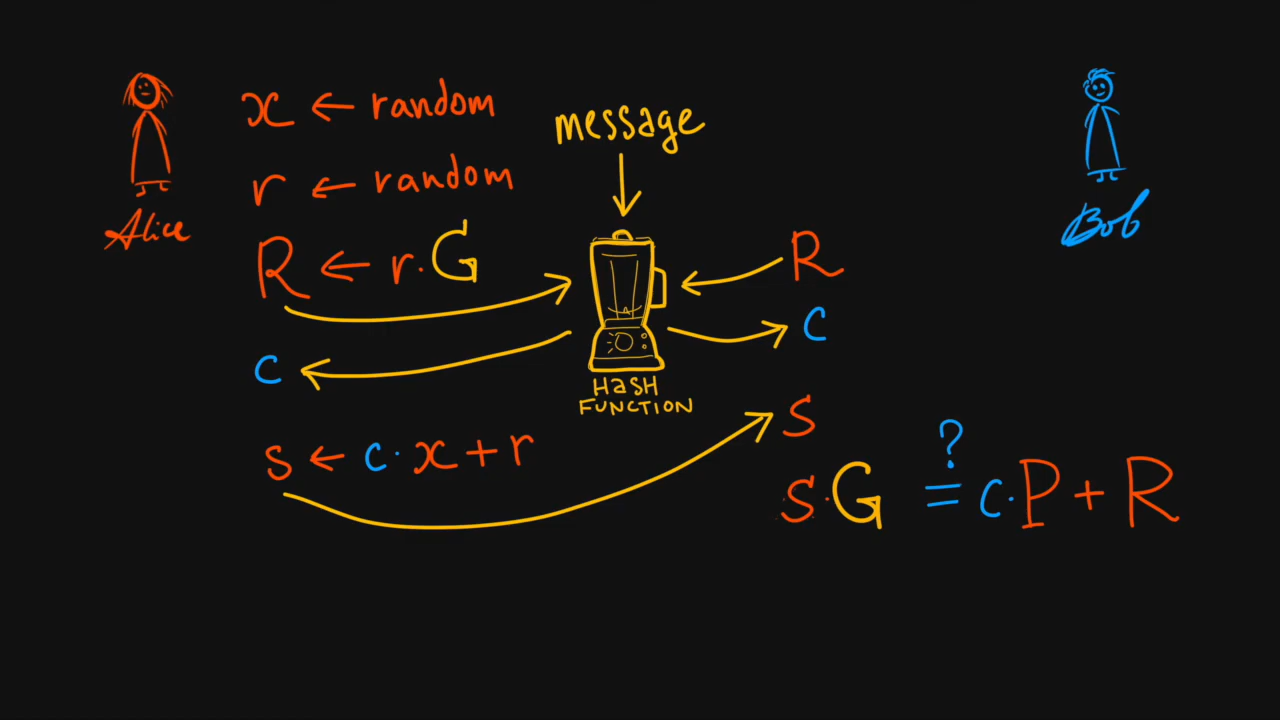 x ← random
message
r ← random
Alice
Bob
R ← r·G
R
c
c
HASH
FUNCTION
s
s ← c·x+r
?
s·G = c·P+R